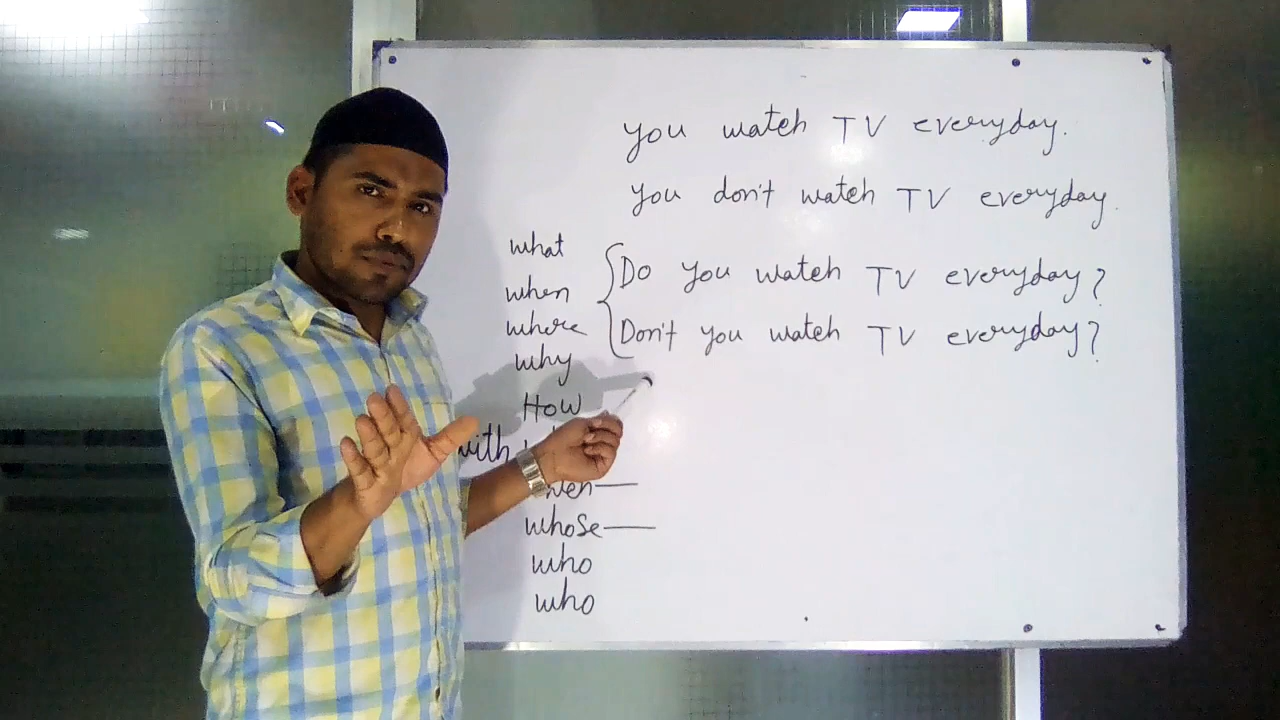 you watch TV everyday.
you don't watch TV everyday.
what
when
where
why
Do you watch TV everyday?
Don't you watch TV everyday?
How
with
whose
who
who